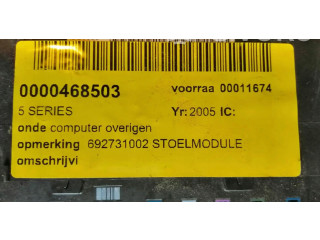 0000468503 voorraa 00011674
5 SERIES Yr: 2005 IC:
onde computer overigen
opmerking 692731002 STOELMODULE
omschrijvi